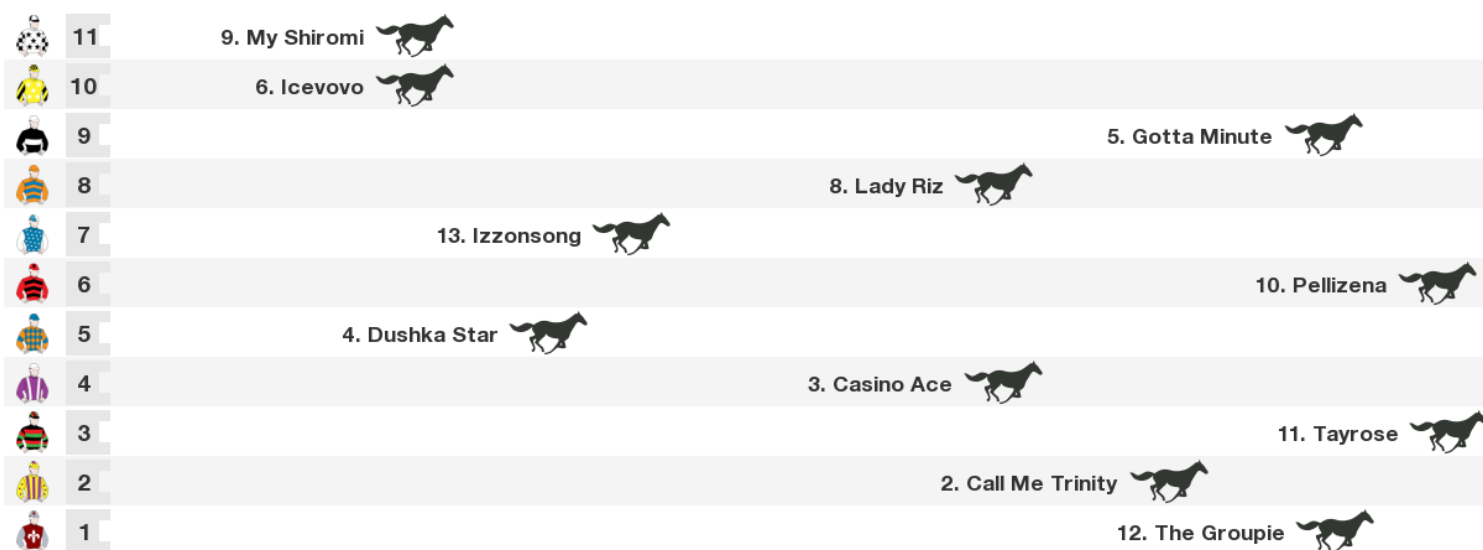 11 9. My Shiromi
10 6. Icevovo
9 5. Gotta Minute
8 8. Lady Riz
7 13. Izzonsong
6 10. Pellizena
5 4. Dushka Star
4 3. Casino Ace
3 11. Tayrose
2 2. Call Me Trinity
1 12. The Groupie